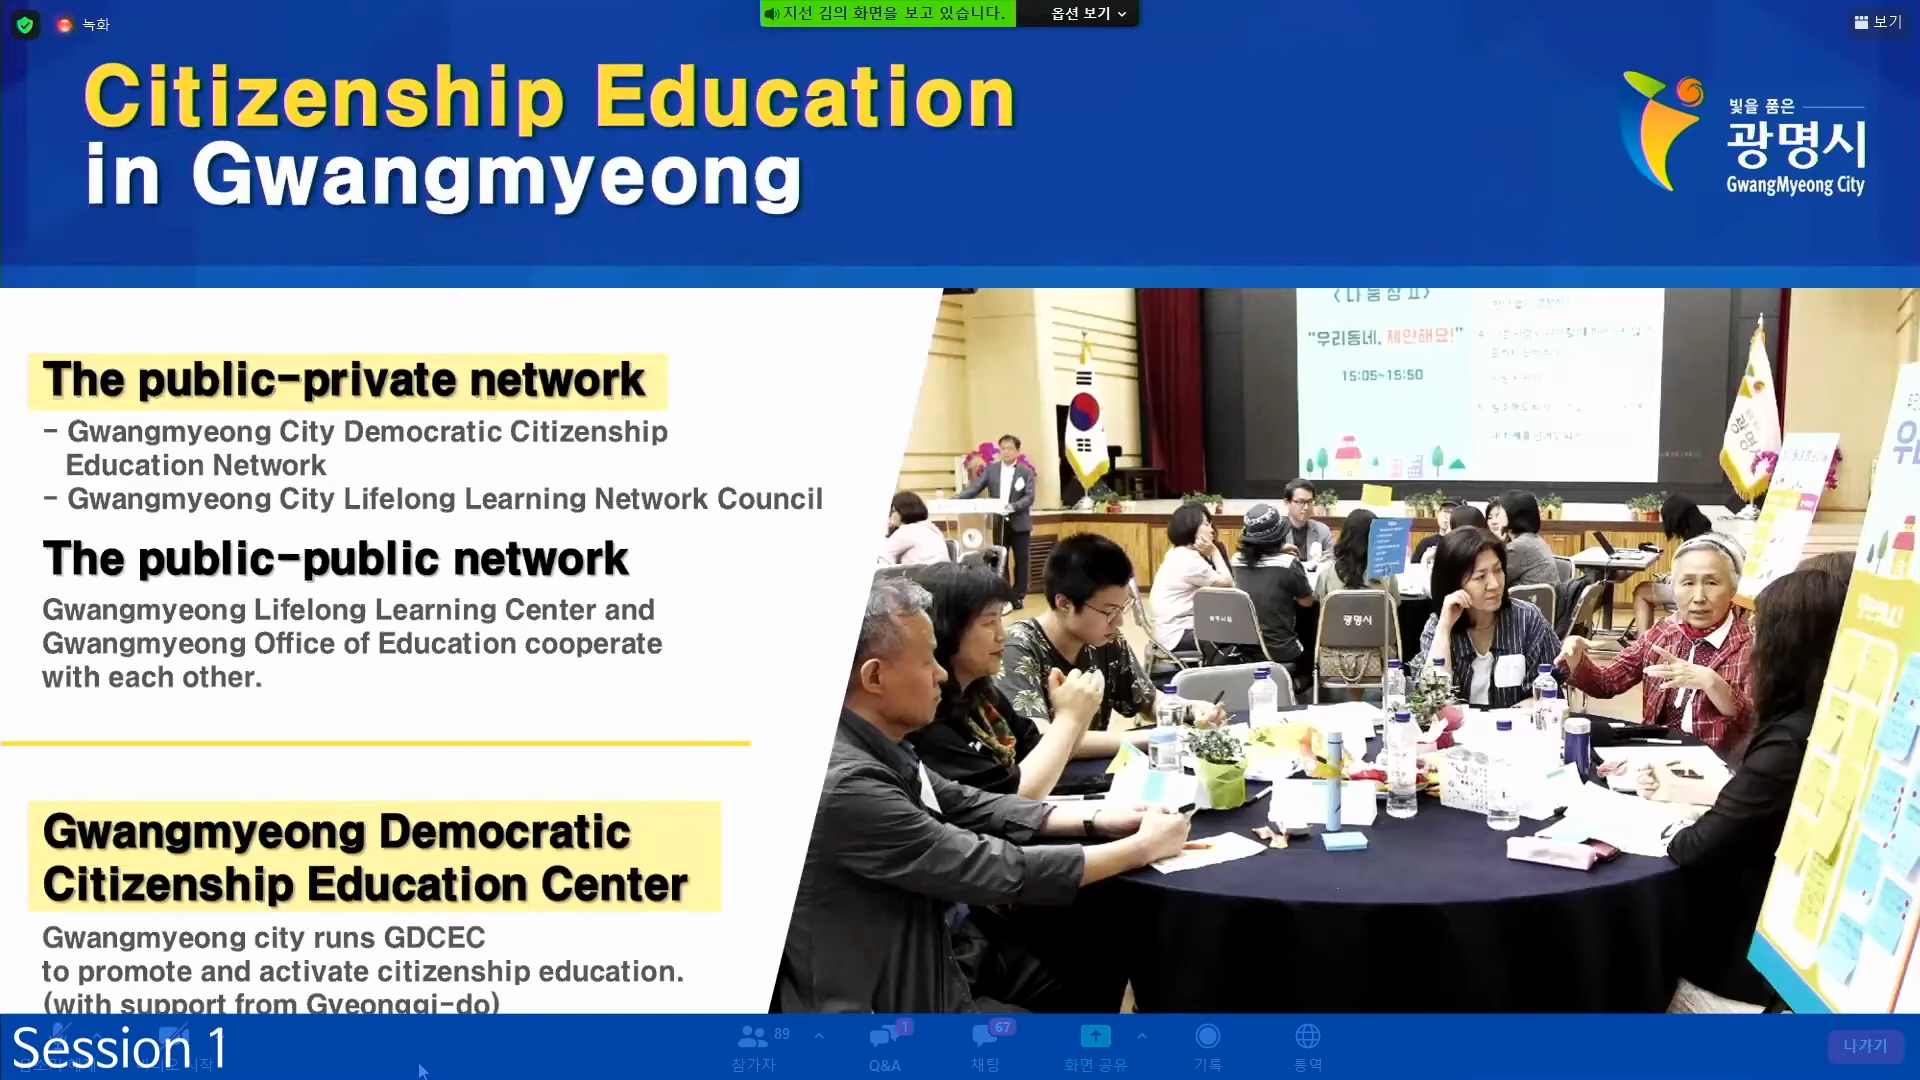 녹화
지선 김의 화면을 보고 있습니다.
옵션 보기
보기
Citizenship Education
in Gwangmyeong
빛을 품은
광명시
GwangMyeong City
The public-private network
- Gwangmyeong City Democratic Citizenship
Education Network
- Gwangmyeong City Lifelong Learning Network Council
The public-public network
Gwangmyeong Lifelong Learning Center and
Gwangmyeong Office of Education cooperate
with each other.
Gwangmyeong Democratic
Citizenship Education Center
Gwangmyeong city runs GDCEC
to promote and activate citizenship education.
(with support from Gyeonggi-do)
"우리동네, 제안해요!"
15:05~15:50
광명시
Session 1
89
참가자
1
Q&A
67
채팅
화면 공유
기록
통역
나가기